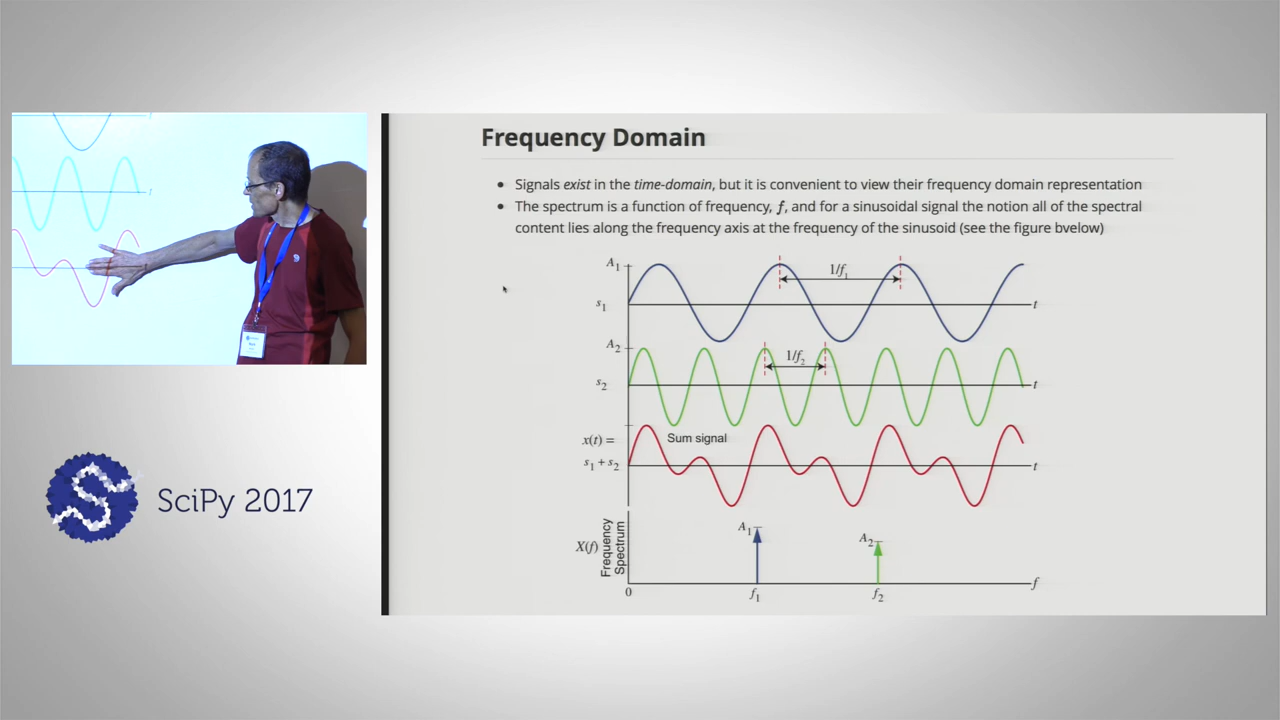 Frequency Domain
Signals exist in the time-domain, but it is convenient to view their frequency domain representation
The spectrum is a function of frequency, f, and for a sinusoidal signal the notion all of the spectral
content lies along the frequency axis at the frequency of the sinusoid (see the figure bvelow)
A1
1/f1
s1
t
A2
1/f2
s2
t
x(t) =
Sum signal
s1 + s2
t
X(f)
Frequency
Spectrum
A1
A2
f
0
f1
f2
SciPy 2017